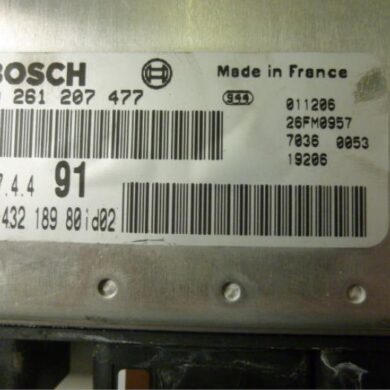 BOSCH Made in France
261 207 477 944 011206
26FM0957
7036 0053
19206
7.4.4 91
432 189 80id02